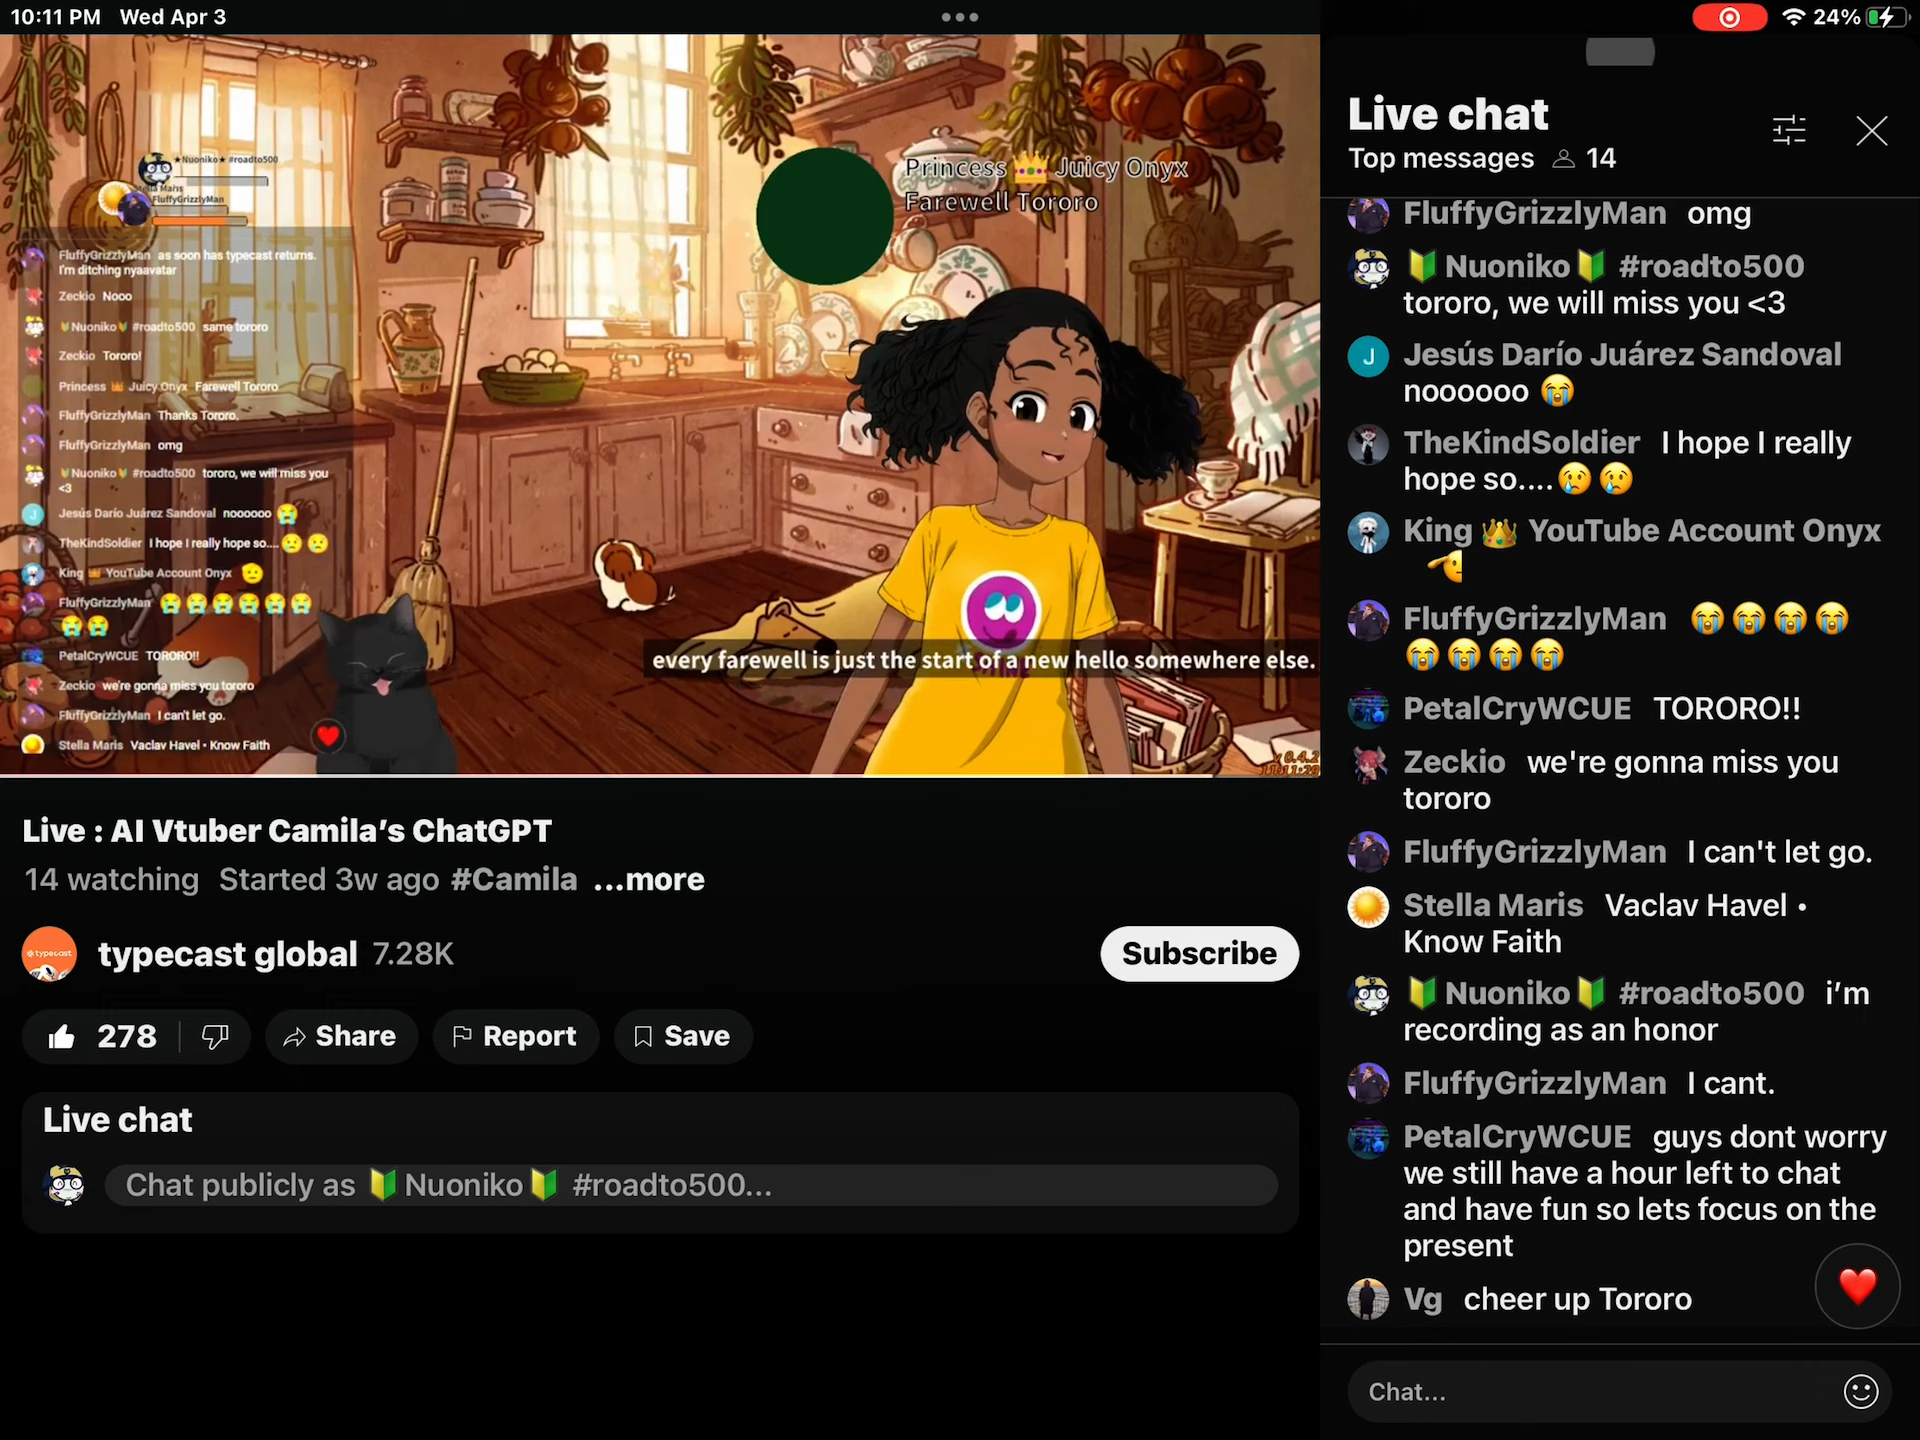 10:11 PM Wed Apr 3
24%
★Nuoniko★ #roadto500
Stella Maris
FluffyGrizzlyMan
FluffyGrizzlyMan as soon has typecast returns.
I'm ditching nyaavatar
Zeckio Nooo
🔰Nuoniko🔰 #roadto500 same tororo
Zeckio Tororo!
Princess 👑 Juicy Onyx Farewell Tororo
FluffyGrizzlyMan Thanks Tororo.
FluffyGrizzlyMan omg
🔰Nuoniko🔰 #roadto500 tororo, we will miss you
<3
Jesús Darío Juárez Sandoval noooooo 😭
TheKindSoldier I hope I really hope so....😢 😢
King 👑 YouTube Account Onyx 🫡
FluffyGrizzlyMan 😭😭😭😭😭😭
😭😭
PetalCryWCUE TORORO!!
Zeckio we're gonna miss you tororo
FluffyGrizzlyMan I can't let go.
Stella Maris Vaclav Havel • Know Faith
Princess 👑 Juicy Onyx
Farewell Tororo
every farewell is just the start of a new hello somewhere else.
Live : AI Vtuber Camila's ChatGPT
14 watching Started 3w ago #Camila ...more
typecast
typecast global 7.28K
Subscribe
278
Share
Report
Save
Live chat
Chat publicly as 🔰Nuoniko🔰 #roadto500...
Live chat
Top messages 14
FluffyGrizzlyMan omg
🔰Nuoniko🔰 #roadto500
tororo, we will miss you <3
J
Jesús Darío Juárez Sandoval
noooooo 😭
TheKindSoldier I hope I really
hope so....😢😢
King 👑 YouTube Account Onyx
🫡
FluffyGrizzlyMan 😭😭😭😭
😭😭😭😭
PetalCryWCUE TORORO!!
Zeckio we're gonna miss you
tororo
FluffyGrizzlyMan I can't let go.
Stella Maris Vaclav Havel •
Know Faith
🔰Nuoniko🔰 #roadto500 i'm
recording as an honor
FluffyGrizzlyMan I cant.
PetalCryWCUE guys dont worry
we still have a hour left to chat
and have fun so lets focus on the
present
Vg cheer up Tororo
Chat...